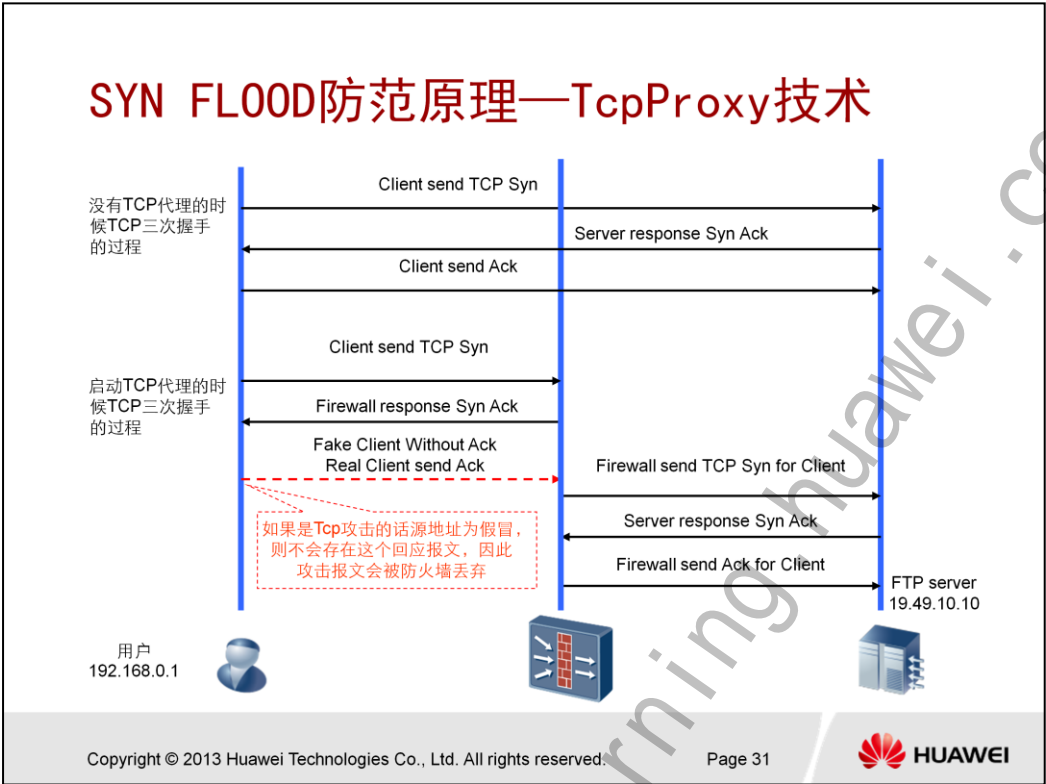 SYN FLOOD防范原理—TcpProxy技术
没有TCP代理的时
候TCP三次握手
的过程
Client send TCP Syn
Server response Syn Ack
Client send Ack
启动TCP代理的时
候TCP三次握手
的过程
Client send TCP Syn
Firewall response Syn Ack
Fake Client Without Ack
Real Client send Ack
Firewall send TCP Syn for Client
Server response Syn Ack
Firewall send Ack for Client
如果是Tcp攻击的话源地址为假冒，
则不会存在这个回应报文，因此
攻击报文会被防火墙丢弃
FTP server
19.49.10.10
用户
192.168.0.1
Copyright © 2013 Huawei Technologies Co., Ltd. All rights reserved.
Page 31
HUAWEI
rning.huawei.co